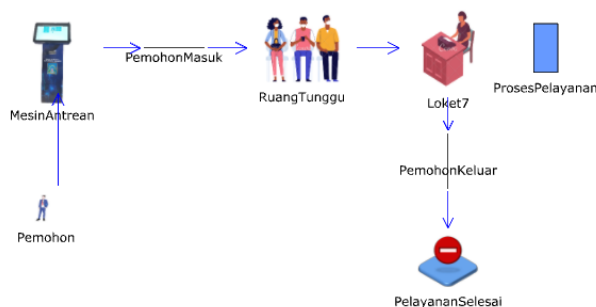 PemohonMasuk
RuangTunggu
ProsesPelayanan
MesinAntrean
Loket7
PemohonKeluar
Pemohon
PelayananSelesai